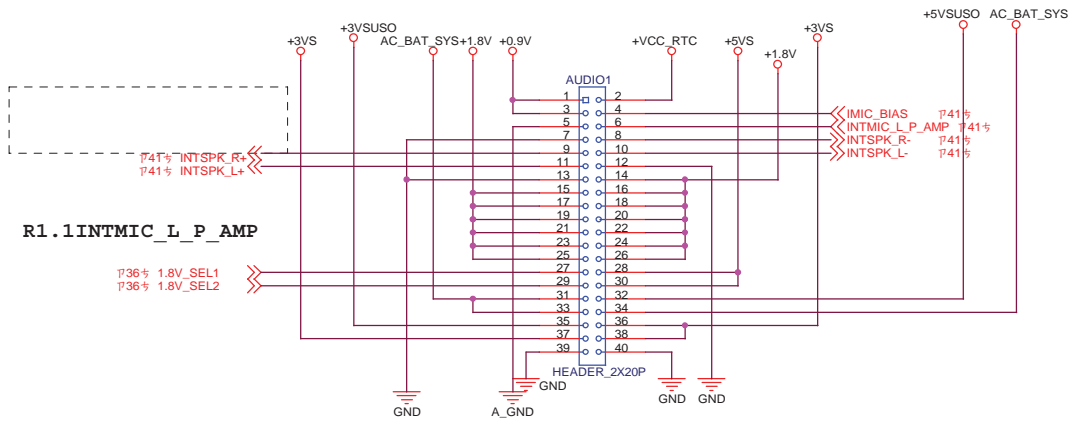 +5VSUSO AC_BAT_SYS
+3VSUSO
+3VS AC_BAT_SYS +1.8V +0.9V +VCC_RTC +5VS +3VS
+1.8V
AUDIO1
1 2
3 4 IMIC_BIAS
5 6 INTMIC_L_P_AMP
7 8 INTSPK_R-
INTSPK_R+ 9 10 INTSPK_L-
INTSPK_L+ 11 12
13 14
15 16
17 18
19 20
R1.1INTMIC_L_P_AMP
21 22
23 24
25 26
1.8V_SEL1 27 28
1.8V_SEL2 29 30
31 32
33 34
35 36
37 38
39 40
HEADER_2X20P
GND
GND A_GND GND GND